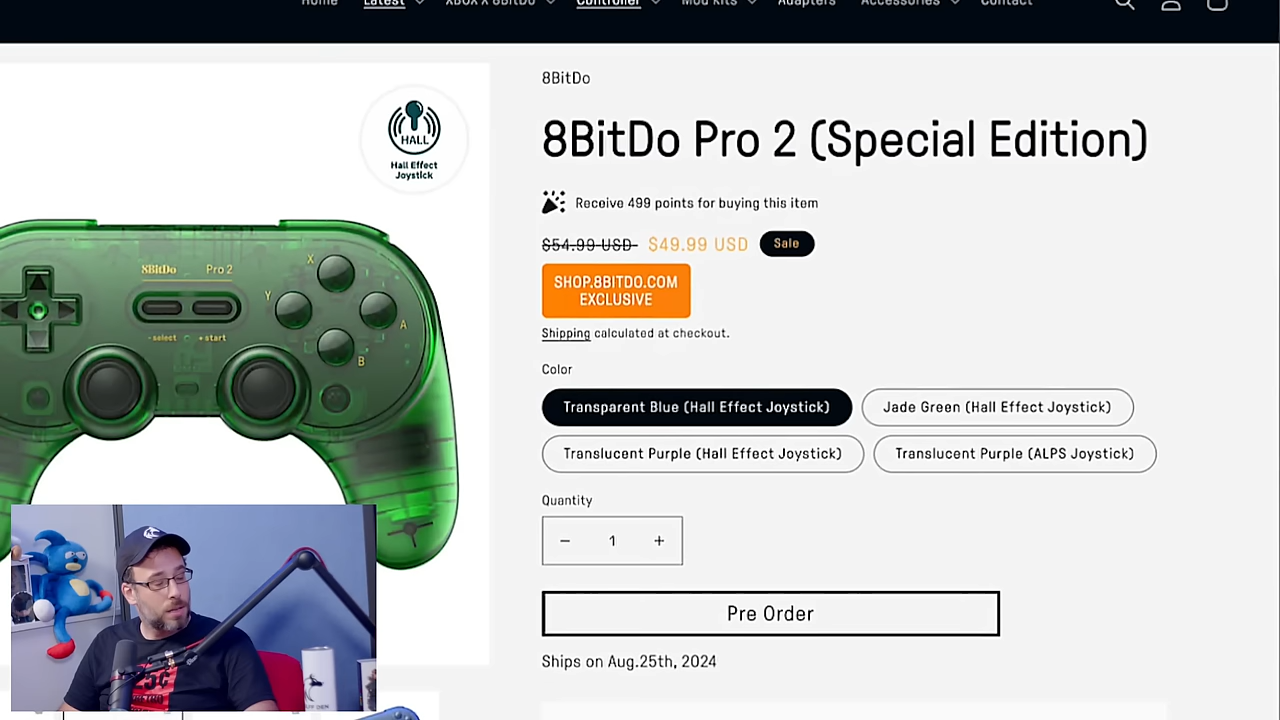 Home Latest XBOX X 8BitDo Controller Mod Kits Adapters Accessories Contact
HALL
Hall Effect
Joystick
8BitDo Pro 2
X
Y
A
B
- select + start
8BitDo
8BitDo Pro 2 (Special Edition)
Receive 499 points for buying this item
$54.99 USD $49.99 USD Sale
SHOP.8BITDO.COM
EXCLUSIVE
Shipping calculated at checkout.
Color
Transparent Blue (Hall Effect Joystick) Jade Green (Hall Effect Joystick)
Translucent Purple (Hall Effect Joystick) Translucent Purple (ALPS Joystick)
Quantity
− 1 +
Pre Order
Ships on Aug.25th, 2024